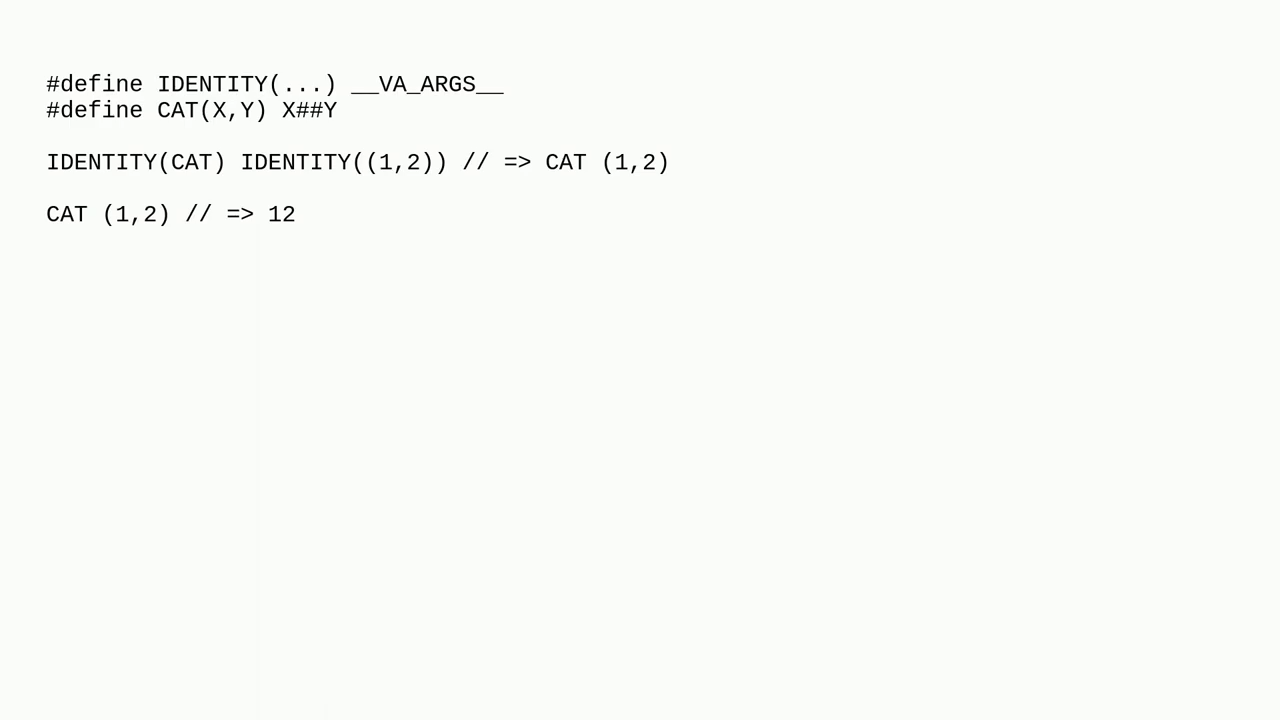 #define IDENTITY(...) __VA_ARGS__
#define CAT(X,Y) X##Y
IDENTITY(CAT) IDENTITY((1,2)) // => CAT (1,2)
CAT (1,2) // => 12